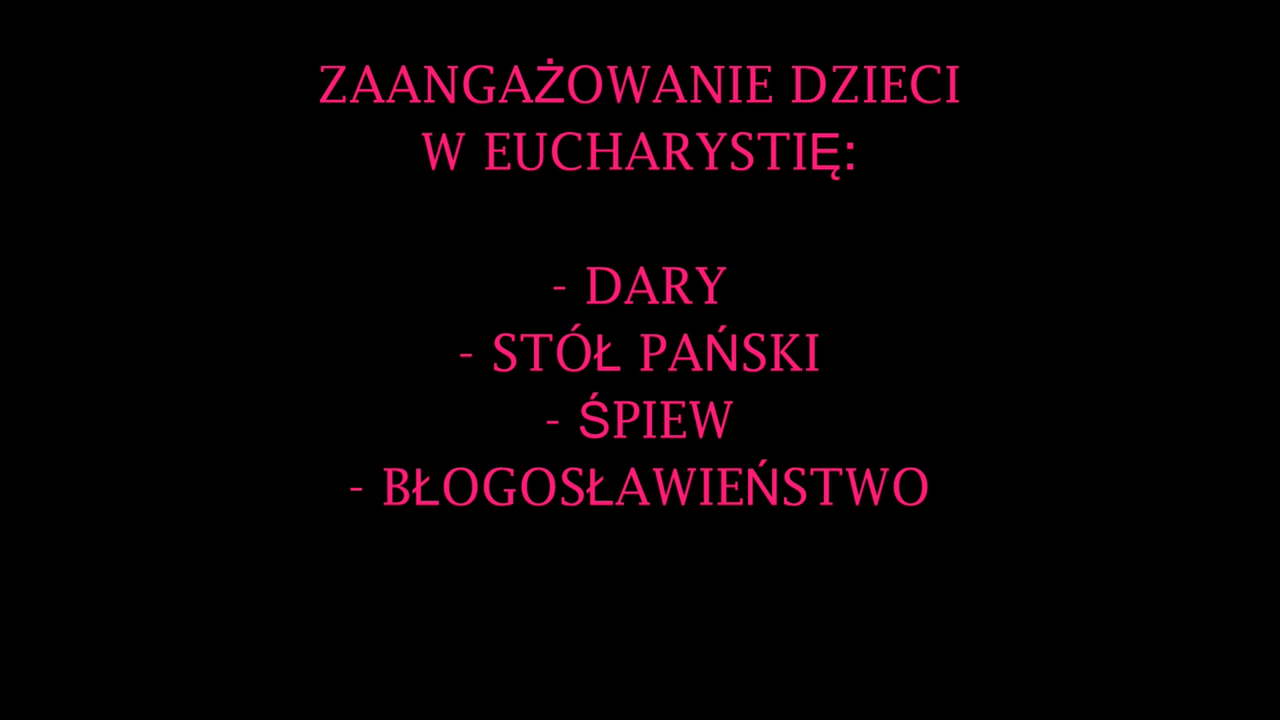 ZAANGAŻOWANIE DZIECI
W EUCHARYSTIĘ:
- DARY
- STÓŁ PAŃSKI
- ŚPIEW
- BŁOGOSŁAWIEŃSTWO